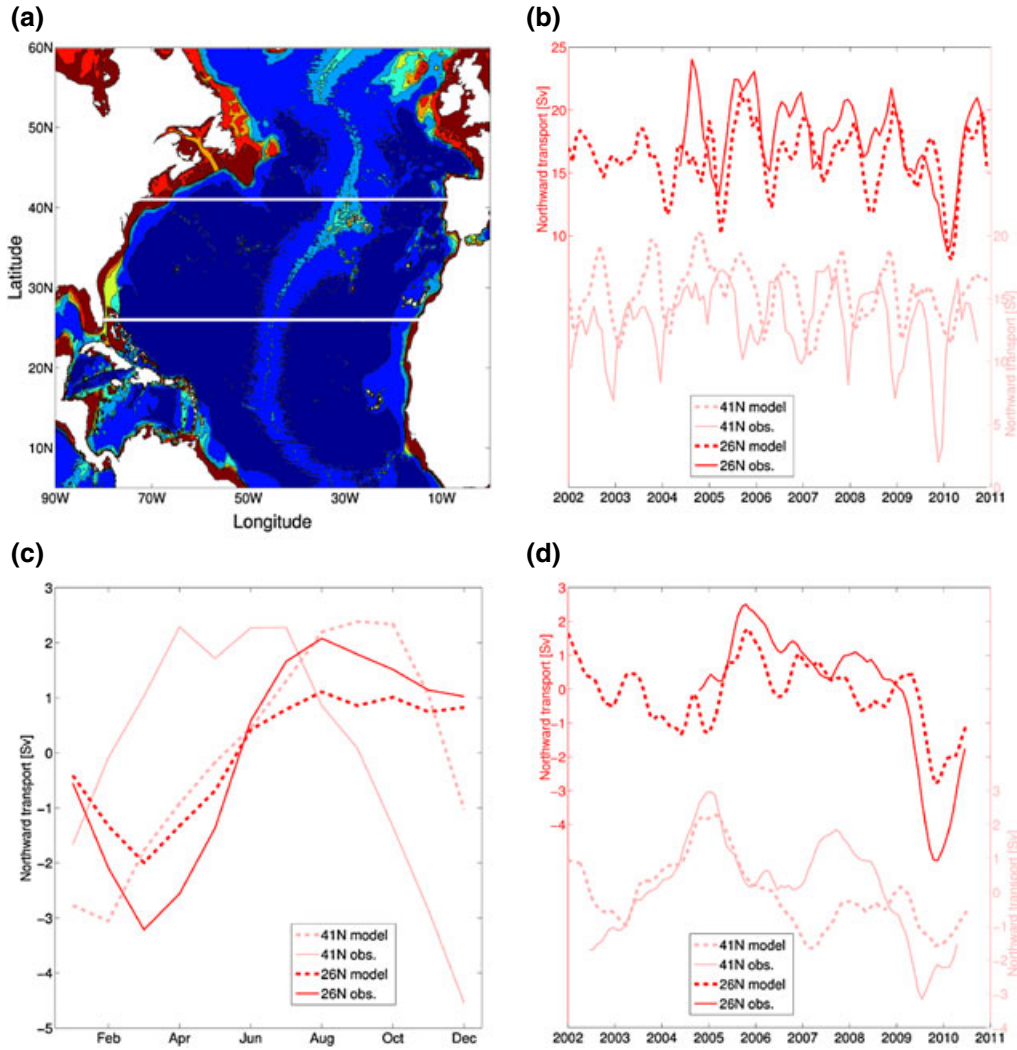 (a)
60N
50N
40N
30N
20N
10N
Latitude
90W 70W 50W 30W 10W
Longitude
(b)
25
20
15
10
Northward transport [Sv]
20
15
10
5
0
Northward transport [Sv]
41N model
41N obs.
26N model
26N obs.
2002 2003 2004 2005 2006 2007 2008 2009 2010 2011
(c)
3
2
1
0
-1
-2
-3
-4
-5
Northward transport [Sv]
41N model
41N obs.
26N model
26N obs.
Feb Apr Jun Aug Oct Dec
(d)
3
2
1
0
-1
-2
-3
-4
Northward transport [Sv]
3
2
1
0
-1
-2
-3
-4
Northward transport [Sv]
41N model
41N obs.
26N model
26N obs.
2002 2003 2004 2005 2006 2007 2008 2009 2010 2011